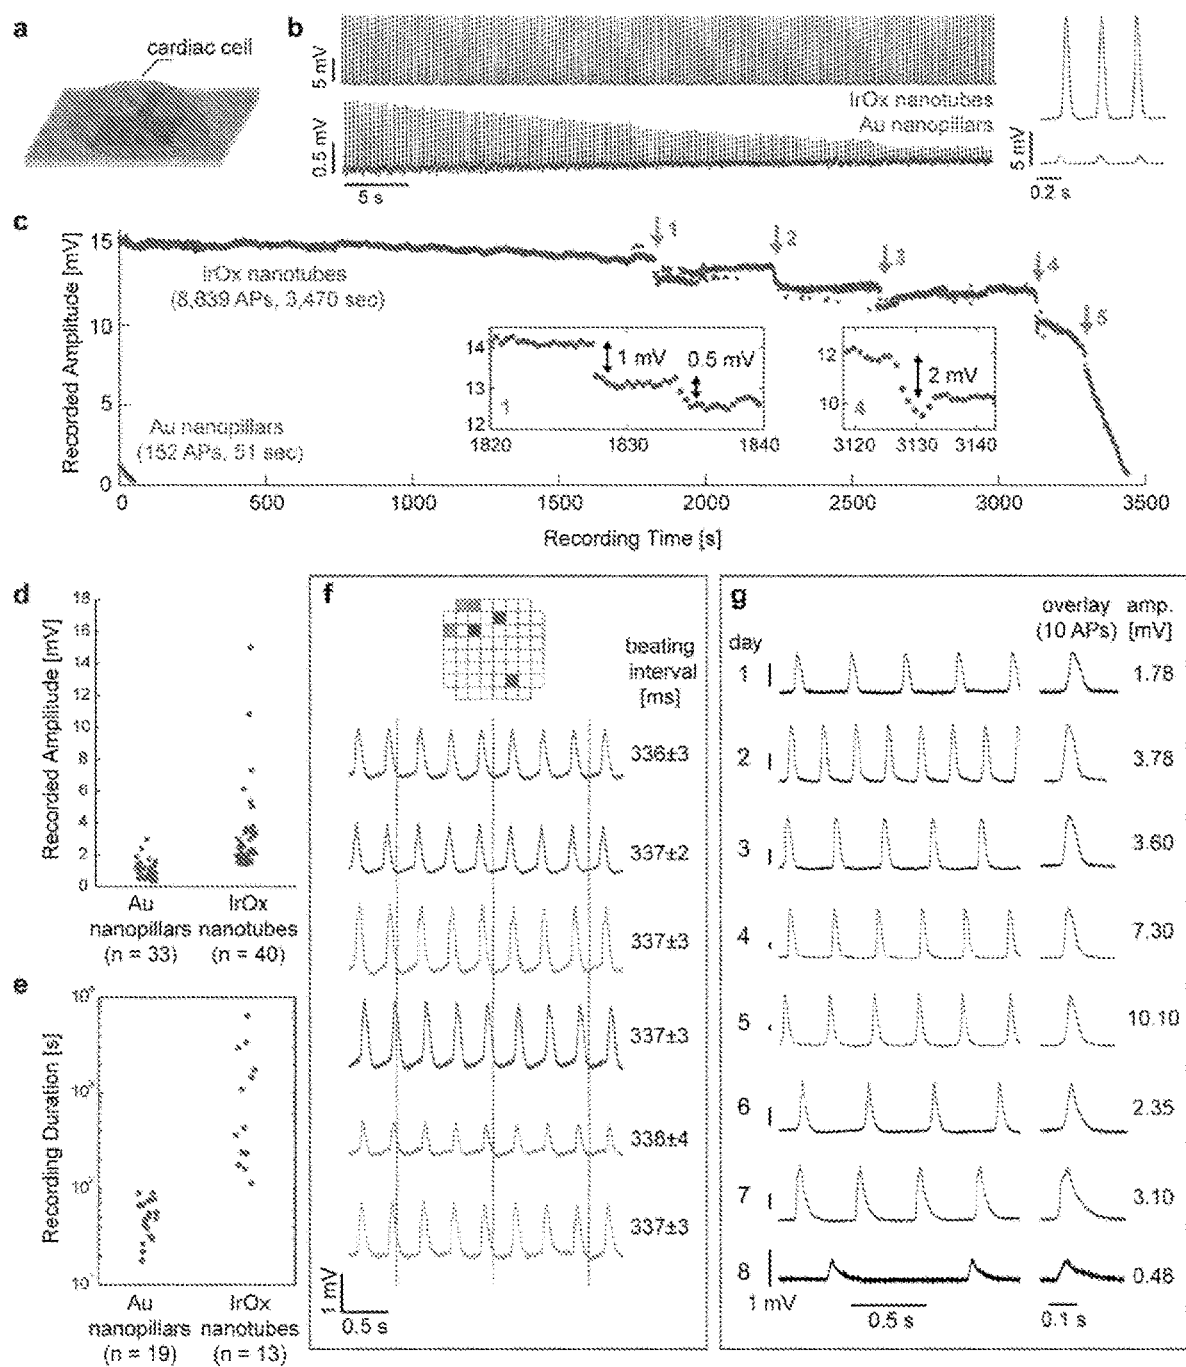 a
cardiac cell
b
5 mV
IrOx nanotubes
Au nanopillars
0.5 mV
5 s
5 mV
0.2 s
c
Recorded Amplitude [mV]
15
10
5
0
IrOx nanotubes
(8,839 APs, 3,470 sec)
Au nanopillars
(152 APs, 51 sec)
1
2
3
4
5
14
13
12
1 mV
0.5 mV
1
1820
1830
1840
12
10
2 mV
4
3120
3130
3140
0
500
1000
1500
2000
2500
3000
3500
Recording Time [s]
d
Recorded Amplitude [mV]
18
16
14
12
10
8
6
4
2
0
Au
nanopillars
(n = 33)
IrOx
nanotubes
(n = 40)
e
Recording Duration [s]
Au
nanopillars
(n = 19)
IrOx
nanotubes
(n = 13)
f
beating
interval
[ms]
336±3
337±2
337±3
337±3
338±4
337±3
1 mV
0.5 s
g
day
overlay
(10 APs)
amp.
[mV]
1
1.78
2
3.78
3
3.60
4
7.30
5
10.10
6
2.35
7
3.10
8
0.48
1 mV
0.5 s
0.1 s